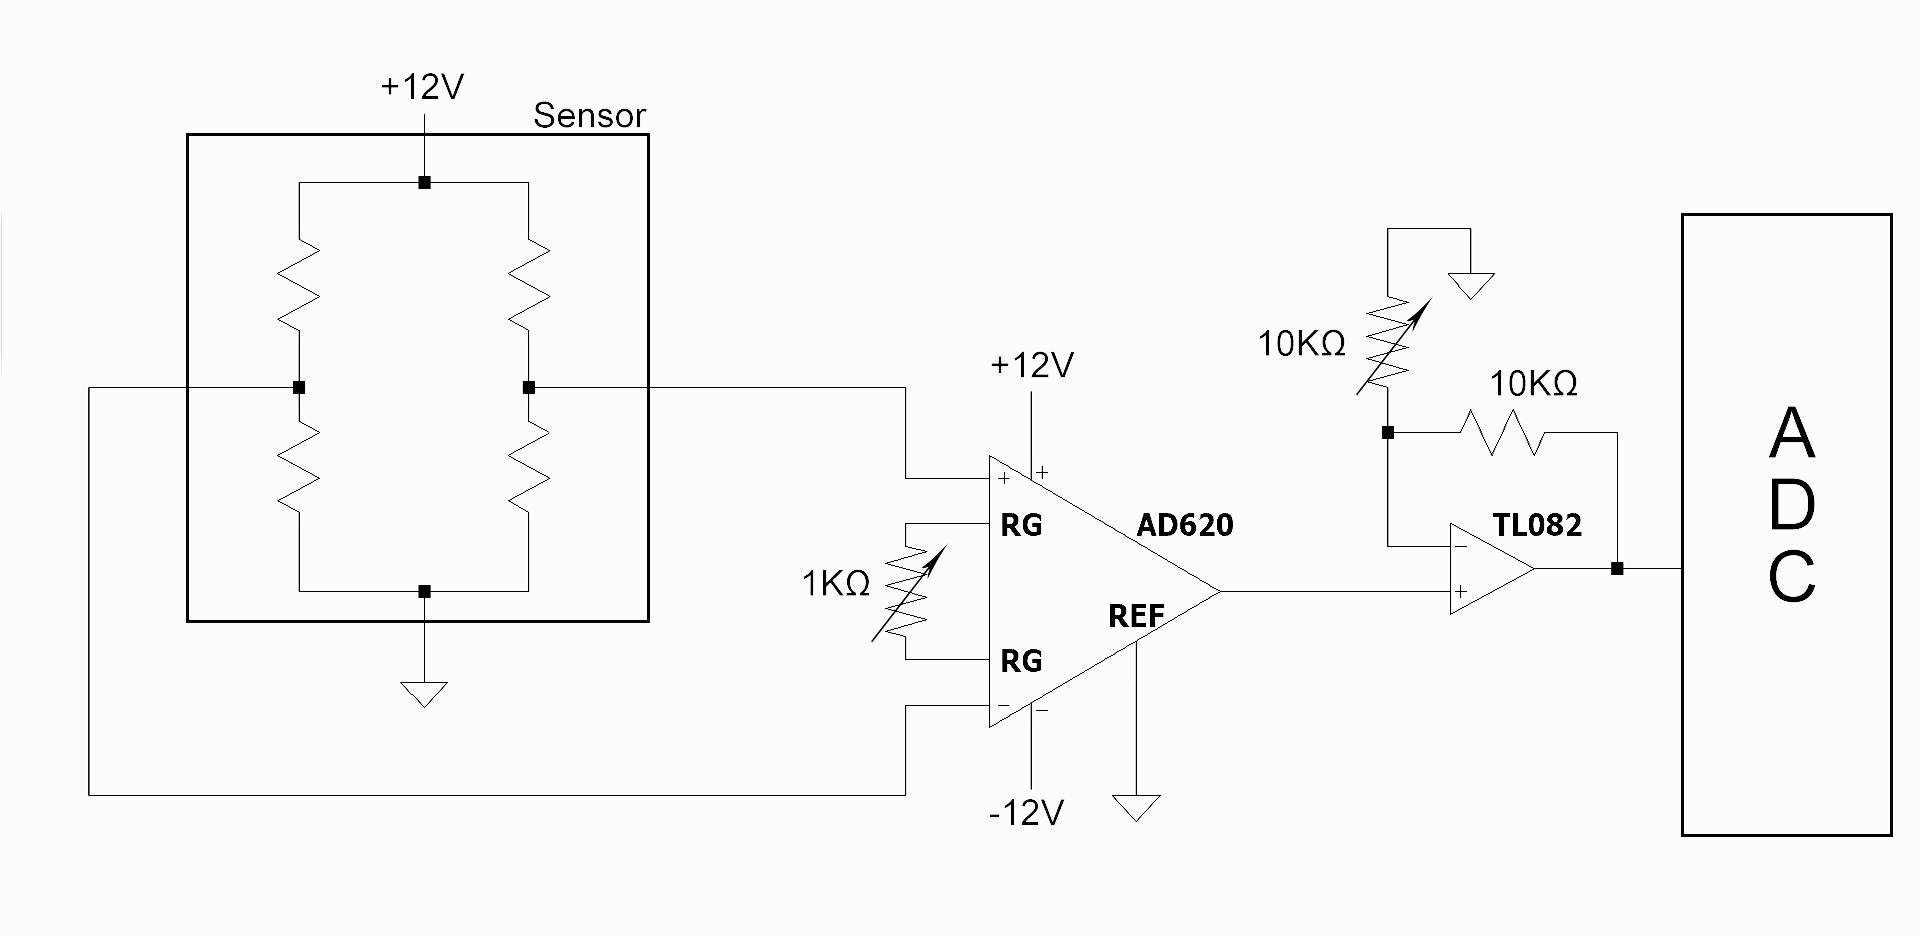 +12V
Sensor
+12V
10KΩ
10KΩ
+
+
RG
AD620
TL082
A
D
C
−
+
1KΩ
REF
RG
−
−
-12V